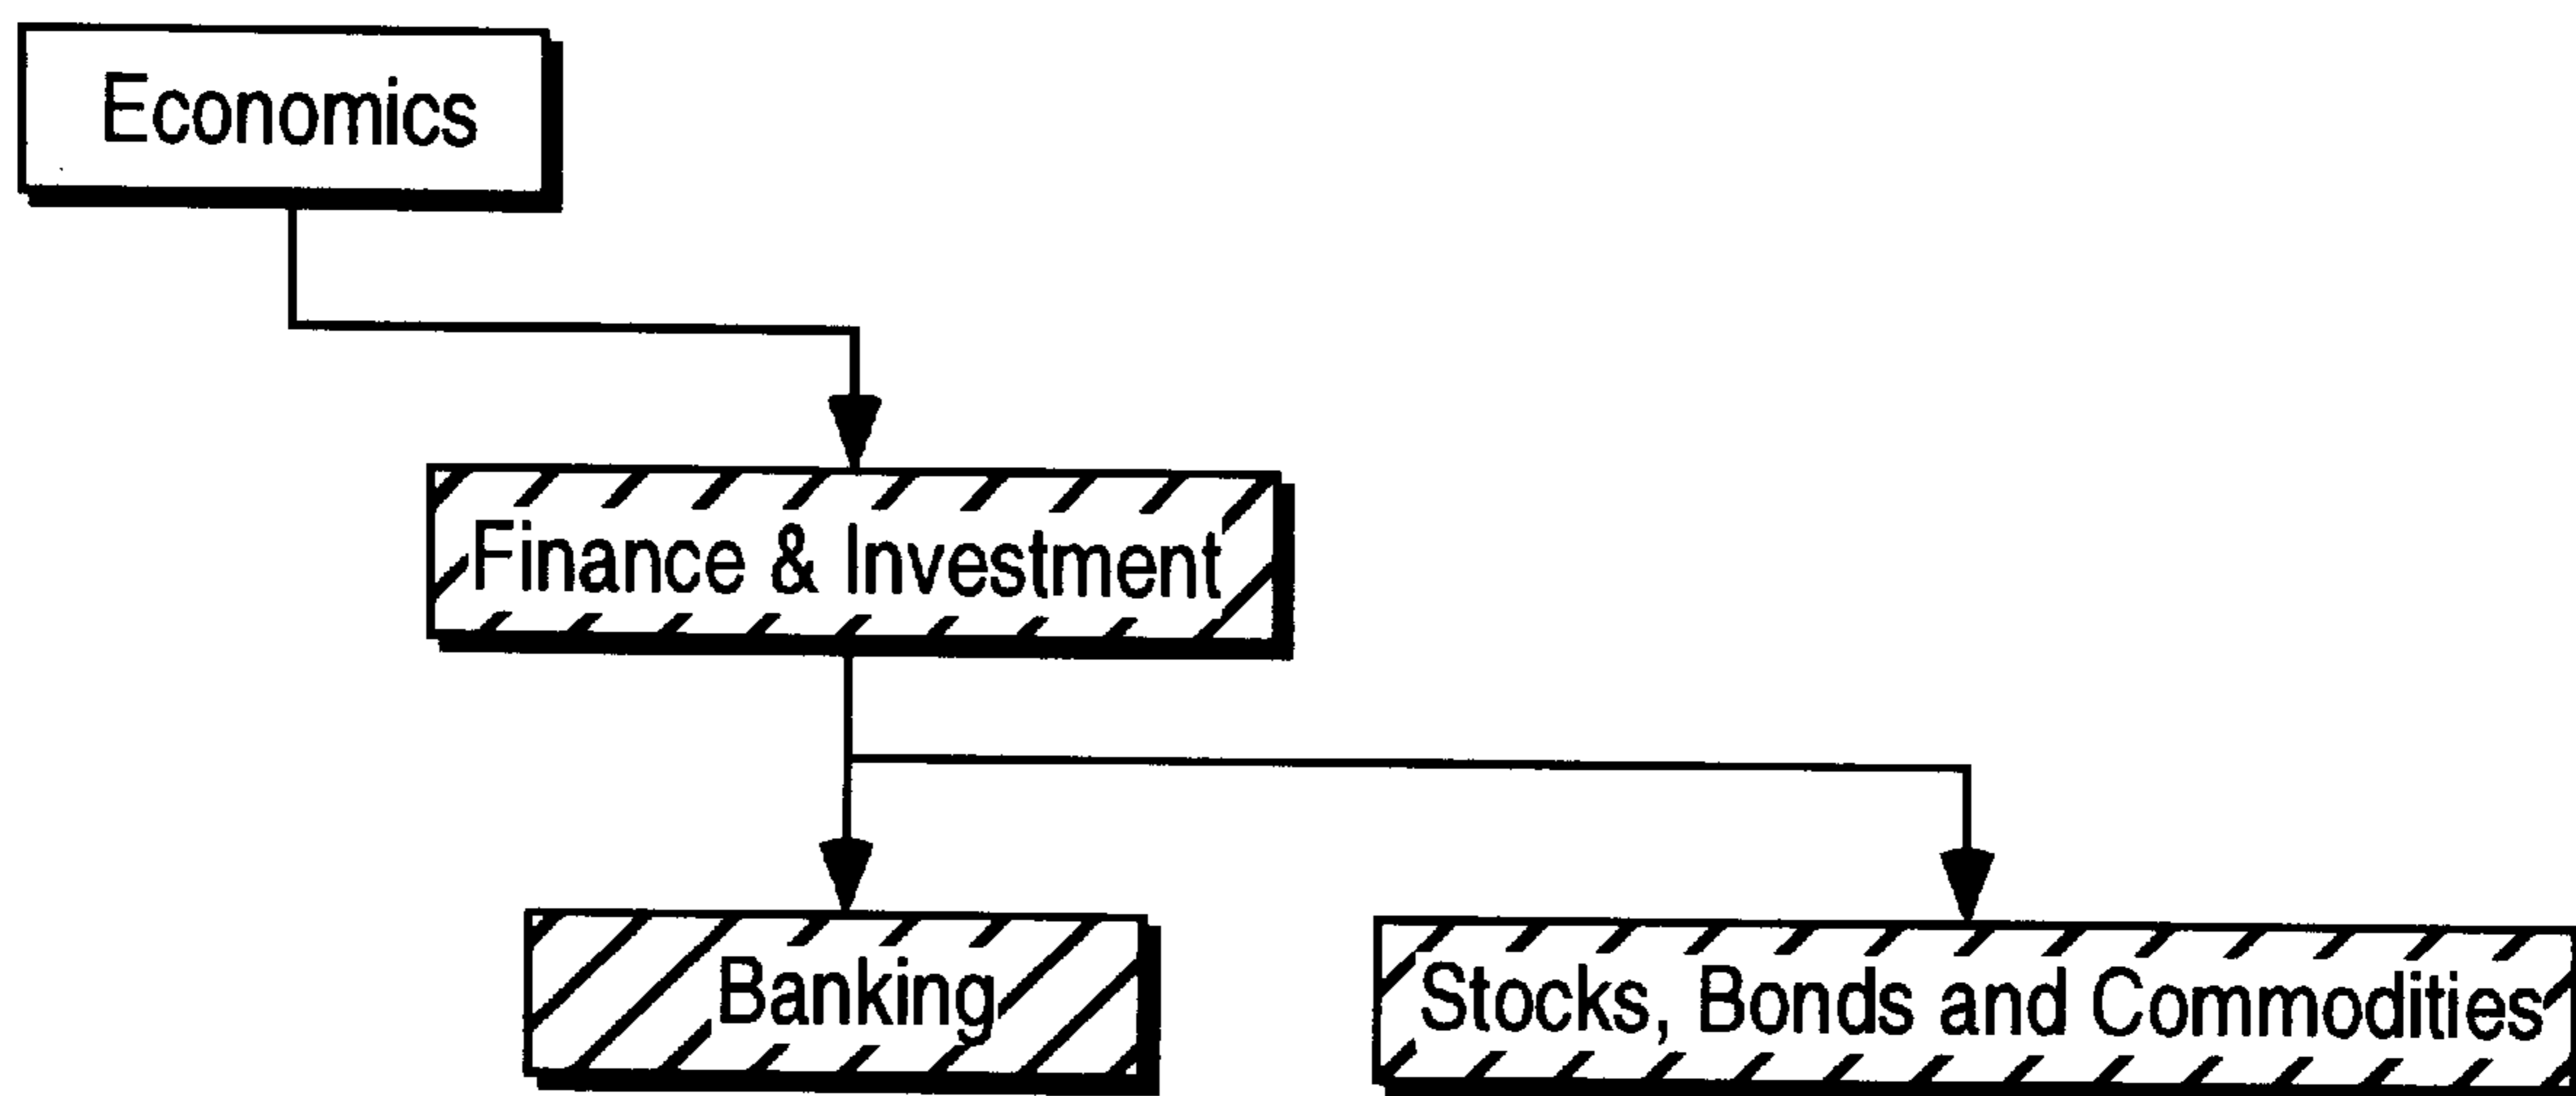 Economics
Finance & Investment
Banking
Stocks, Bonds and Commodities